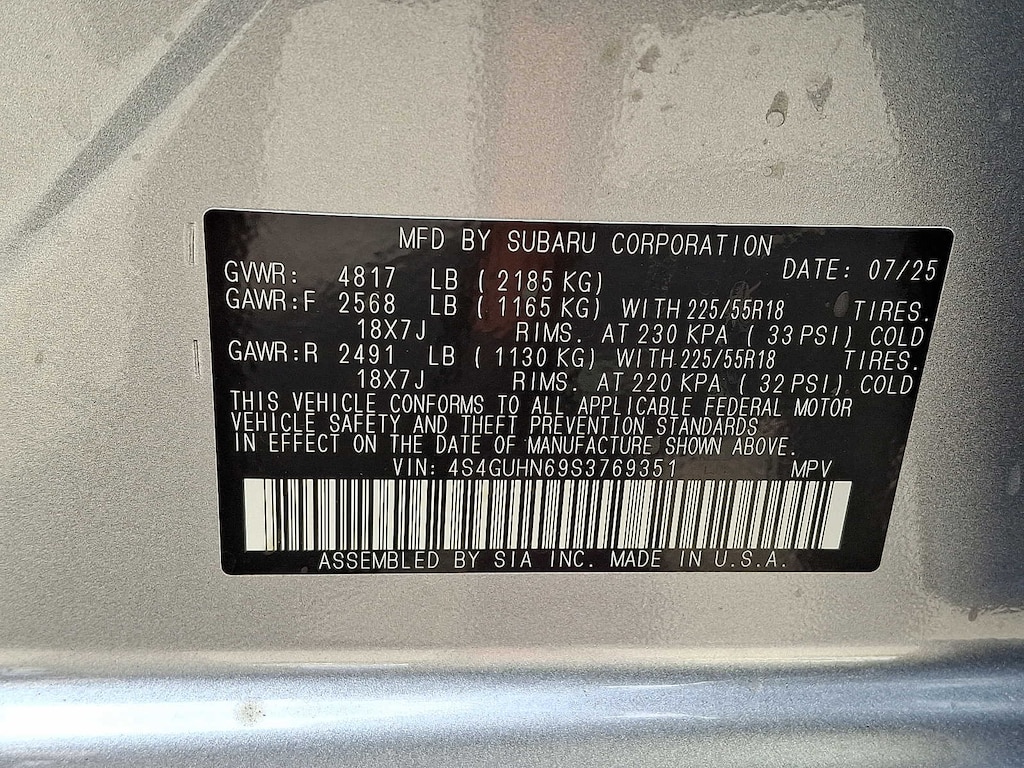 MFD BY SUBARU CORPORATION
GVWR: 4817 LB ( 2185 KG) DATE: 07/25
GAWR:F 2568 LB ( 1165 KG) WITH 225/55R18 TIRES.
18X7J RIMS. AT 230 KPA ( 33 PSI) COLD
GAWR:R 2491 LB ( 1130 KG) WITH 225/55R18 TIRES.
18X7J RIMS. AT 220 KPA ( 32 PSI) COLD
THIS VEHICLE CONFORMS TO ALL APPLICABLE FEDERAL MOTOR
VEHICLE SAFETY AND THEFT PREVENTION STANDARDS
IN EFFECT ON THE DATE OF MANUFACTURE SHOWN ABOVE.
VIN: 4S4GUHN69S3769351 MPV
ASSEMBLED BY SIA INC. MADE IN U.S.A.